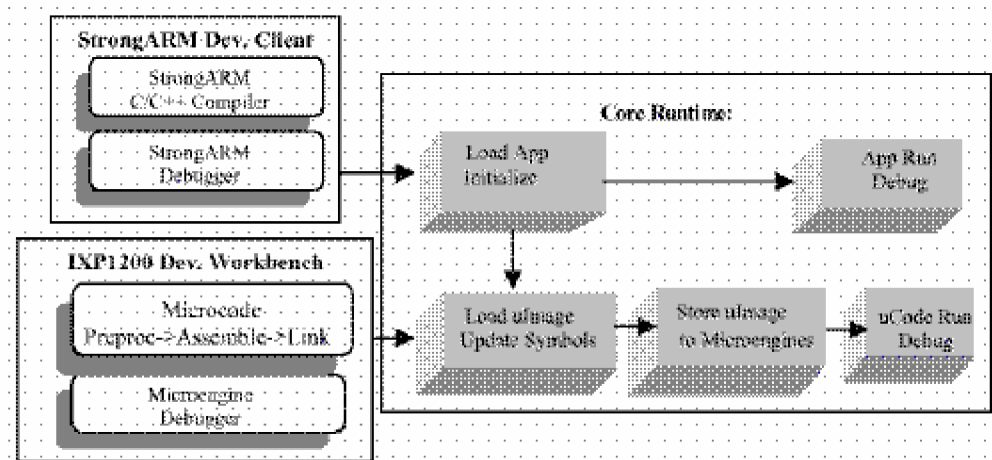 StrongARM Dev. Client
StrongARM
C/C++ Compiler
StrongARM
Debugger
IXP1200 Dev. Workbench
Microcode
Preproc->Assemble->Link
Microengine
Debugger
Core Runtime:
Load App
Initialize
App Run
Debug
Load uImage
Update Symbols
Store uImage
to Microengines
uCode Run
Debug